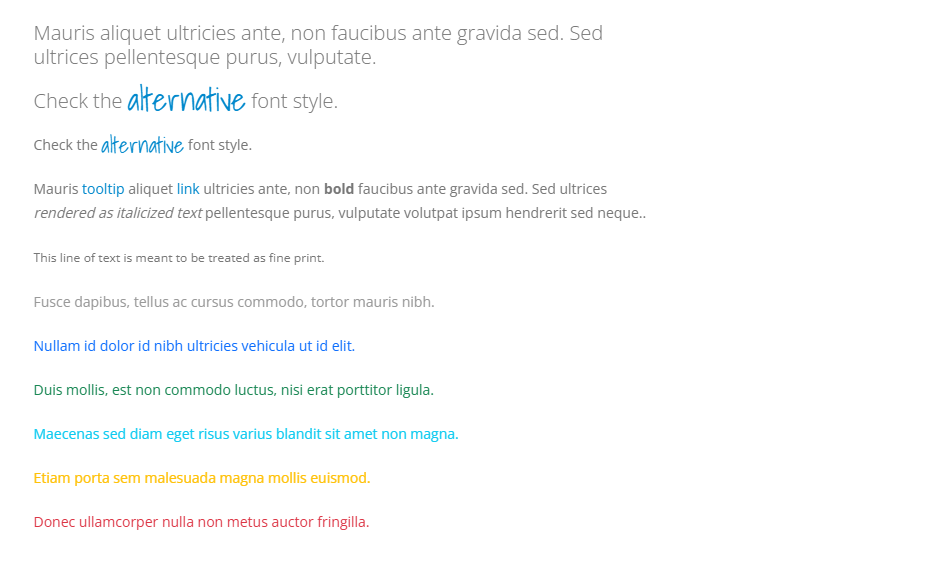 Mauris aliquet ultricies ante, non faucibus ante gravida sed. Sed
ultrices pellentesque purus, vulputate.
Check the alternative font style.
Check the alternative font style.
Mauris tooltip aliquet link ultricies ante, non bold faucibus ante gravida sed. Sed ultrices
rendered as italicized text pellentesque purus, vulputate volutpat ipsum hendrerit sed neque..
This line of text is meant to be treated as fine print.
Fusce dapibus, tellus ac cursus commodo, tortor mauris nibh.
Nullam id dolor id nibh ultricies vehicula ut id elit.
Duis mollis, est non commodo luctus, nisi erat porttitor ligula.
Maecenas sed diam eget risus varius blandit sit amet non magna.
Etiam porta sem malesuada magna mollis euismod.
Donec ullamcorper nulla non metus auctor fringilla.